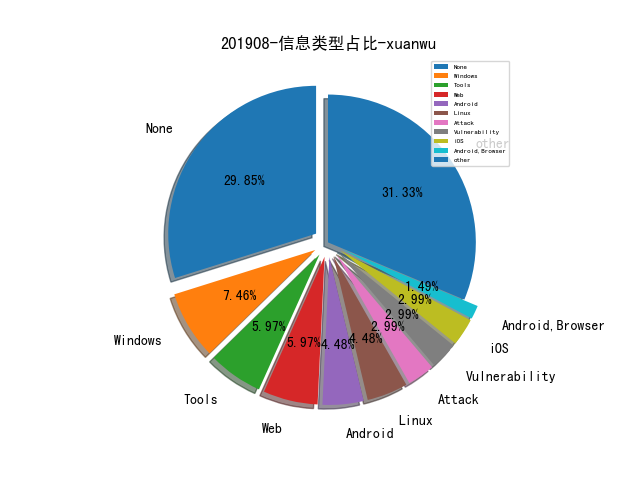 201908-信息类型占比-xuanwu
None
Windows
Tools
Web
Android
Linux
Attack
Vulnerability
iOS
Android,Browser
other
other
None
29.85%
31.33%
7.46%
5.97%
5.97%
4.48%
4.48%
2.99%
2.99%
2.99%
1.49%
Windows
Tools
Web
Android
Linux
Attack
Vulnerability
iOS
Android,Browser